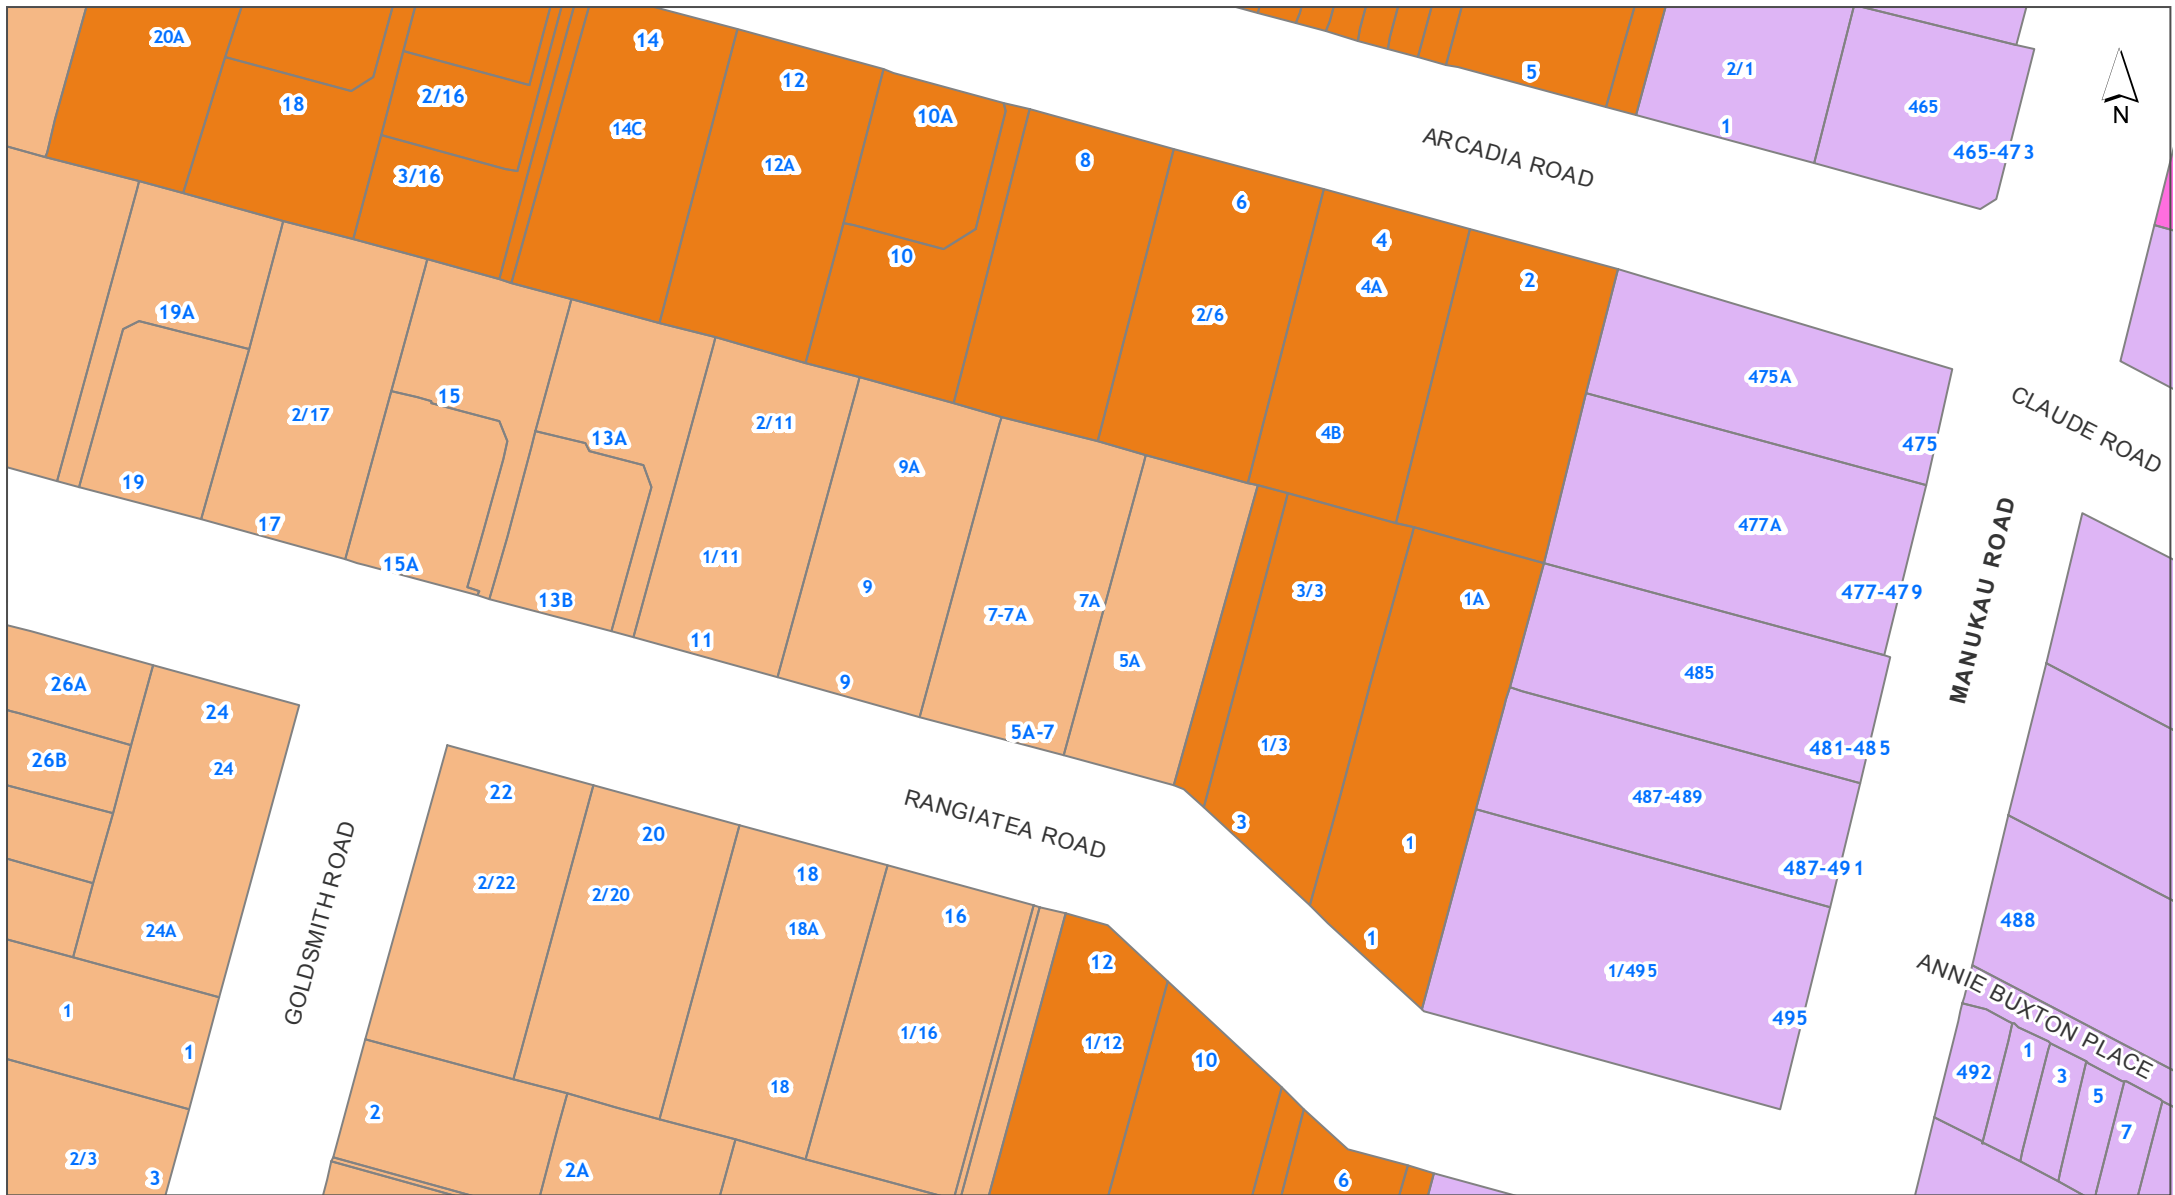 20A
14
12
5
2/1
465
18
2/16
10A
N
14C
1
ARCADIA ROAD
465-473
3/16
12A
8
6
4
10
2
4A
19A
2/6
475A
15
2/17
2/11
4B
CLAUDE ROAD
13A
475
9A
19
17
477A
15A
1/11
9
3/3
477-479
13B
7-7A
7A
1A
MANUKAU ROAD
11
5A
485
26A
9
24
5A-7
1/3
481-485
26B
24
22
487-489
RANGIATEA ROAD
3
20
1
487-491
18
2/22
2/20
16
488
GOLDSMITH ROAD
24A
18A
1
12
1/495
ANNIE BUXTON PLACE
1
1/16
495
1
1/12
10
492
1
3
18
5
2
7
2/3
2A
3
6